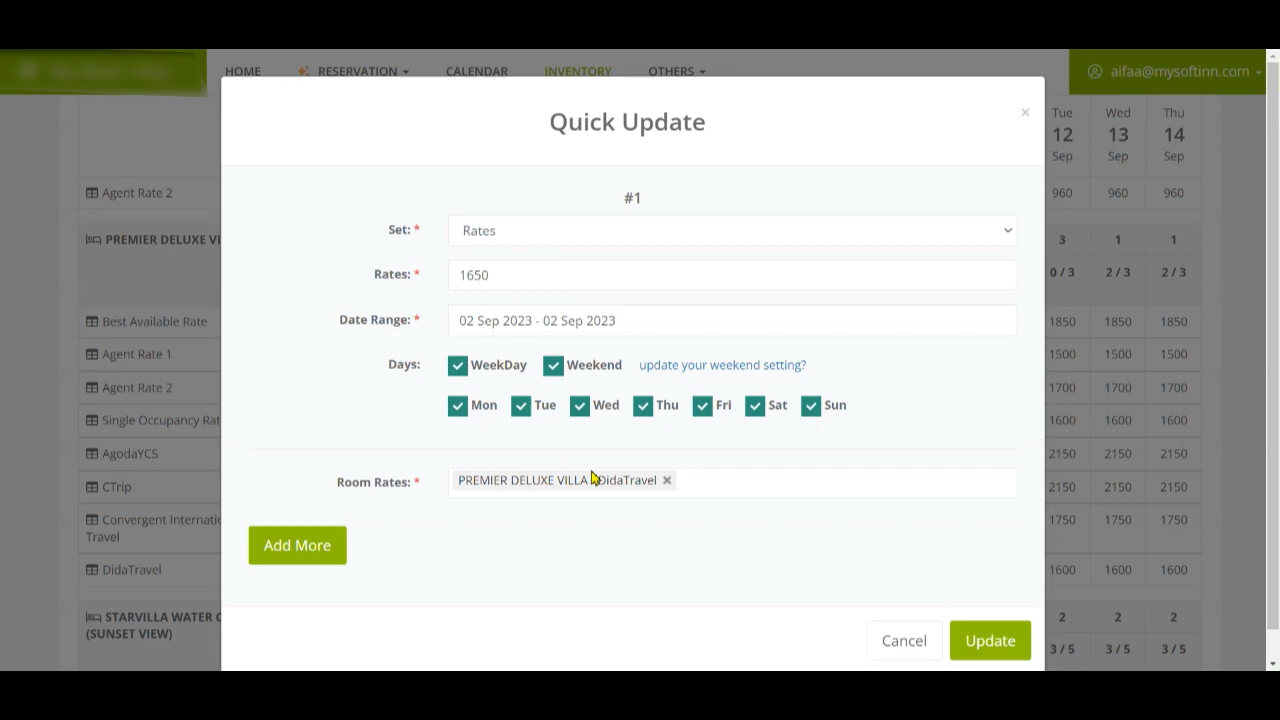 HOME RESERVATION CALENDAR INVENTORY OTHERS aifaa@mysoftinn.com
Quick Update ×
Tue Wed Thu
12 13 14
Sep Sep Sep
#1
Agent Rate 2 960 960 960
Set: * Rates
PREMIER DELUXE VI 3 1 1
0 / 3 2 / 3 2 / 3
Rates: * 1650
Date Range: * 02 Sep 2023 - 02 Sep 2023
Best Available Rate 1850 1850 1850
Agent Rate 1 1500 1500 1500
Days: WeekDay Weekend update your weekend setting?
Agent Rate 2 1700 1700 1700
Mon Tue Wed Thu Fri Sat Sun
Single Occupancy Rat 1600 1600 1600
AgodaYCS 2150 2150 2150
Room Rates: * PREMIER DELUXE VILLA DidaTravel ×
CTrip 2150 2150 2150
Convergent Internatio 1750 1750 1750
Travel
Add More
DidaTravel 1600 1600 1600
STARVILLA WATER C 2 2 2
(SUNSET VIEW) 3 / 5 3 / 5 3 / 5
Cancel Update